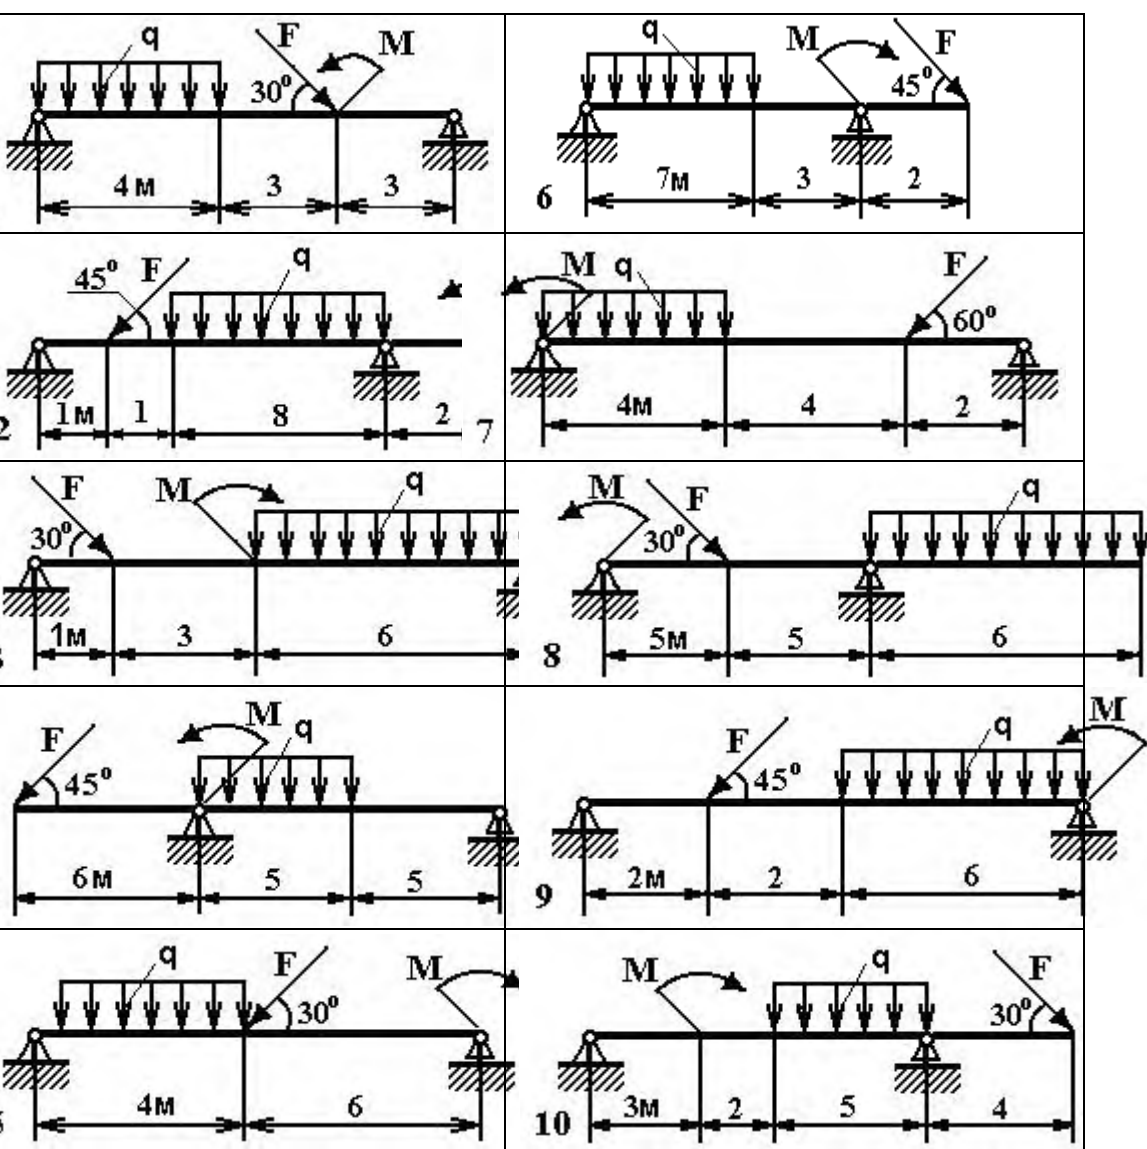 q F M
30°
4м 3 3
q M F
45°
6 7м 3 2
45° F q
2 1м 1 8 2
M q F
60°
7 4м 4 2
F M q
30°
1м 3 6
M F q
30°
8 5м 5 6
F M q
45°
6м 5 5
F q M
45°
9 2м 2 6
q F M
30°
4м 6
M q F
30°
10 3м 2 5 4